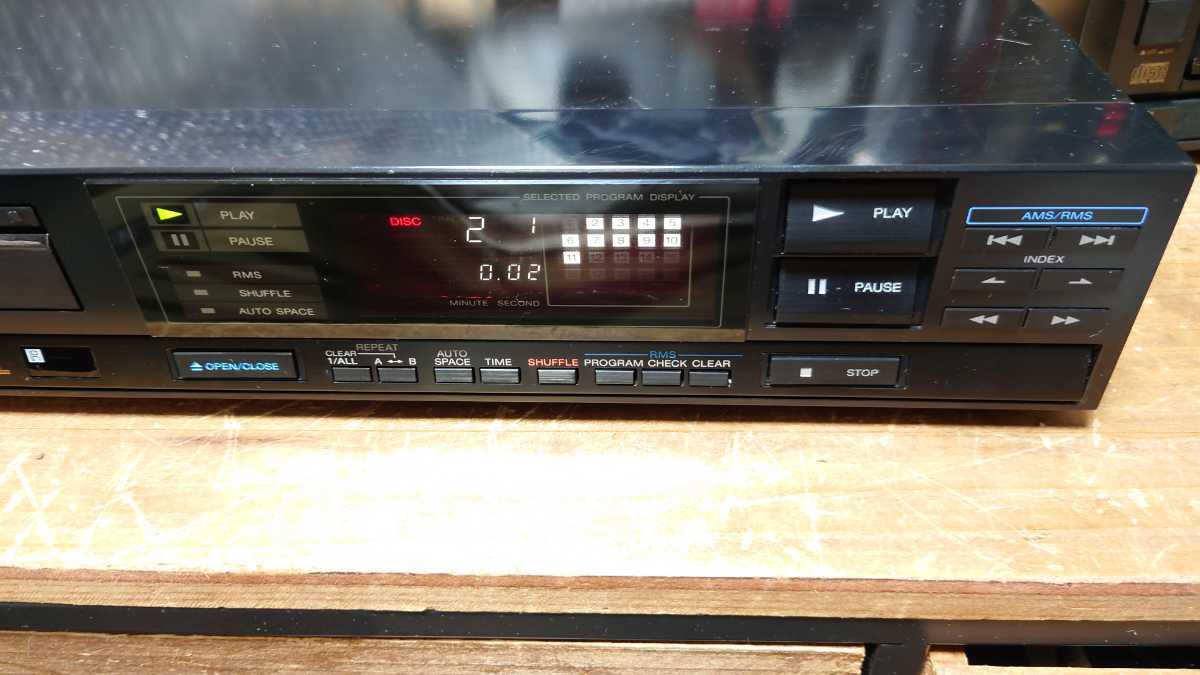 SELECTED PROGRAM DISPLAY
PLAY
PAUSE
RMS
SHUFFLE
AUTO SPACE
DISC
2 1
2 3 4 5
6 7 8 9 10
11
0.02
MINUTE SECOND
PLAY
PAUSE
AMS/RMS
INDEX
OPEN/CLOSE
REPEAT
CLEAR
1/ALL A ↔ B
AUTO
SPACE
TIME
SHUFFLE
RMS
PROGRAM CHECK CLEAR
STOP